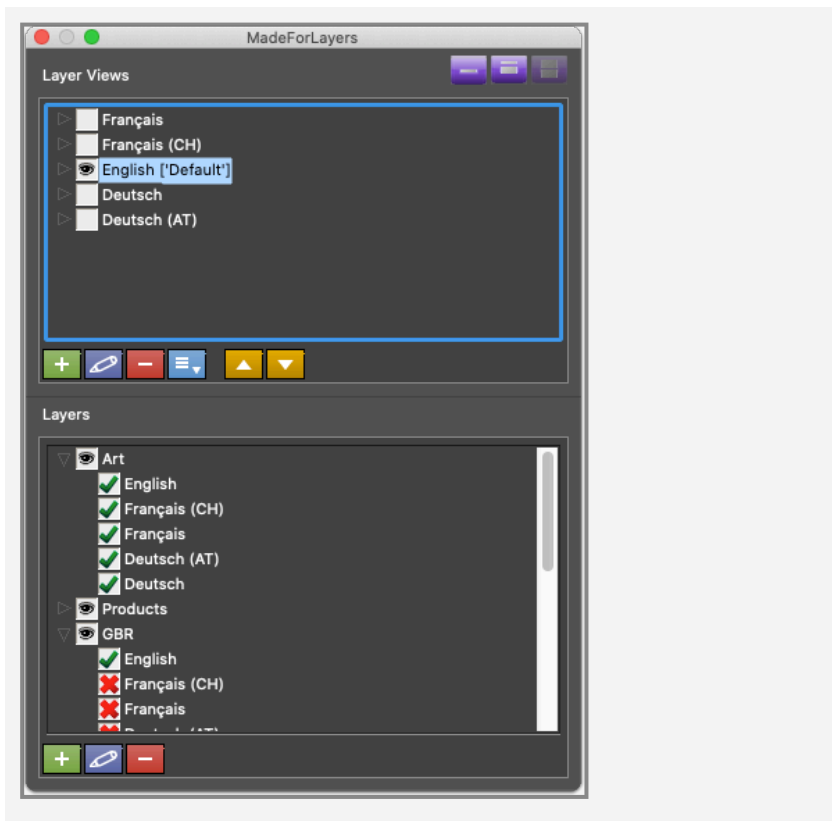 MadeForLayers
Layer Views
Français
Français (CH)
English ['Default']
Deutsch
Deutsch (AT)
Layers
Art
English
Français (CH)
Français
Deutsch (AT)
Deutsch
Products
GBR
English
Français (CH)
Français